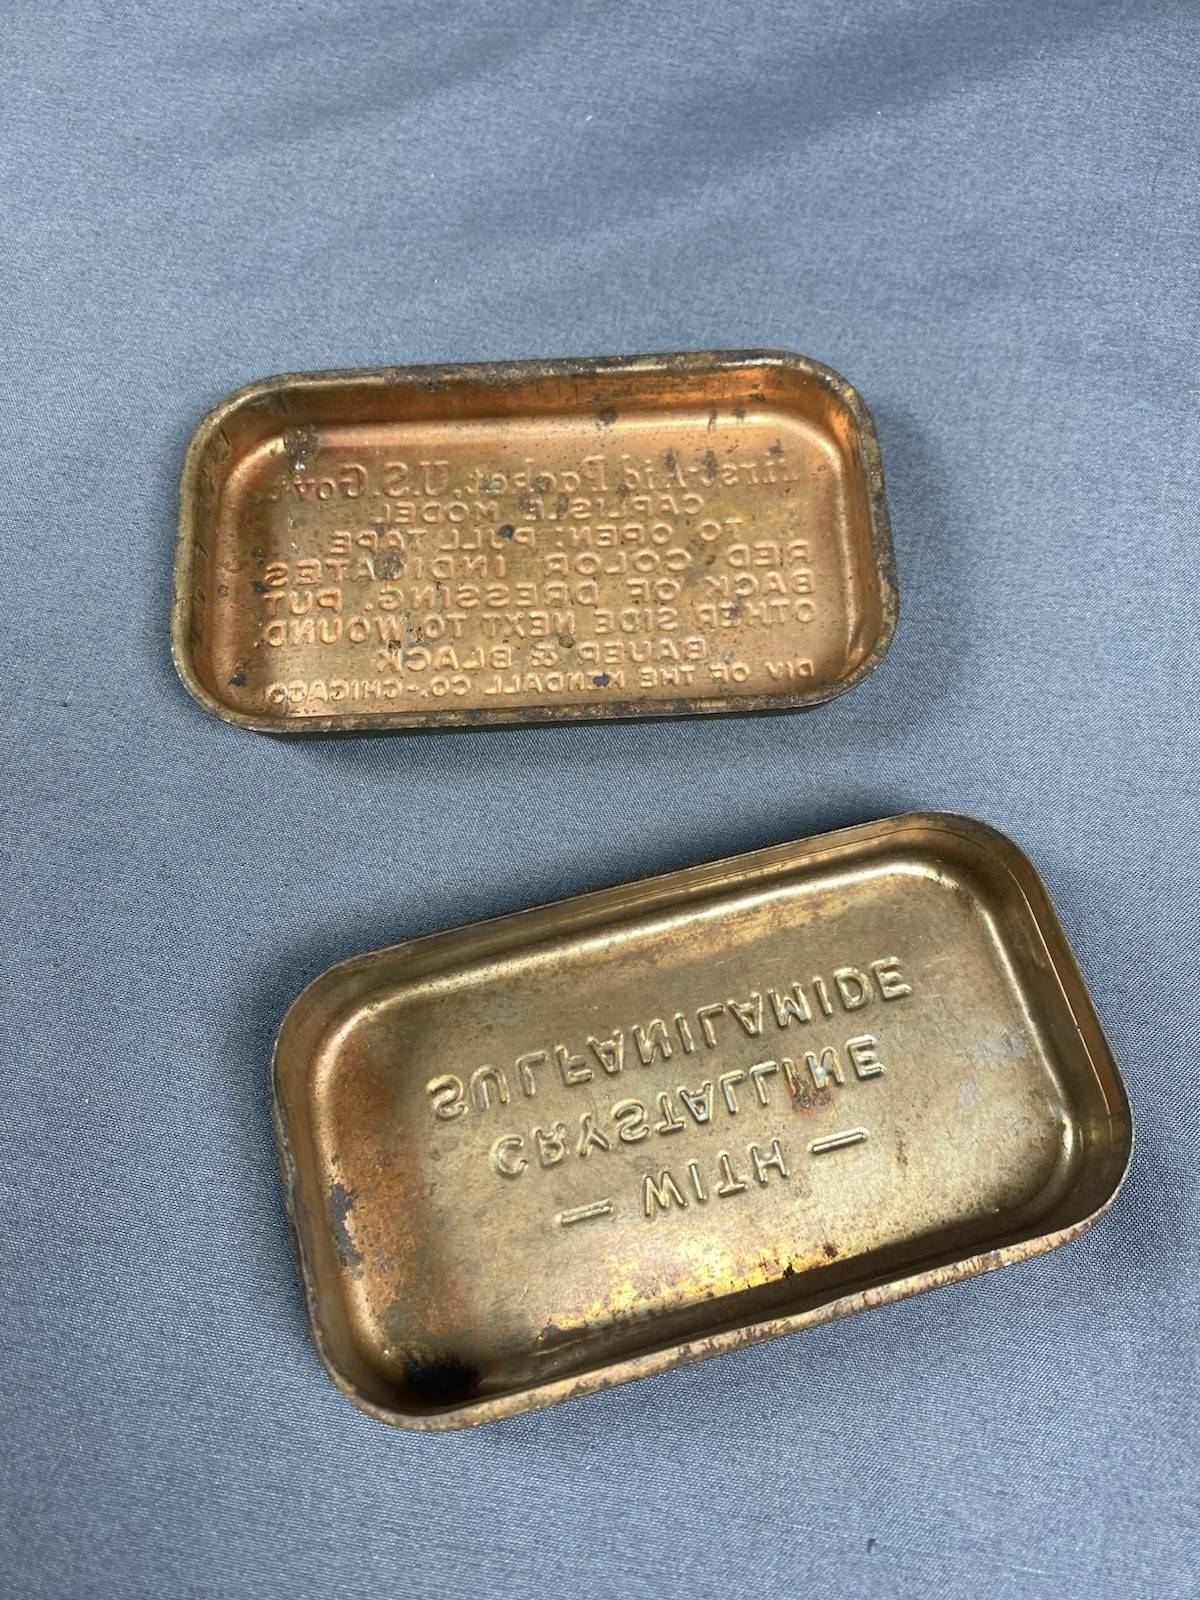 First-Aid Packet, U.S. Govt.
CARLISLE MODEL
TO OPEN: PULL TAPE
RED COLOR INDICATES
BACK OF DRESSING. PUT
OTHER SIDE NEXT TO WOUND.
BAUER & BLACK
DIV OF THE KENDALL CO.-CHICAGO
— WITH —
CRYSTALLINE
SULFANILAMIDE